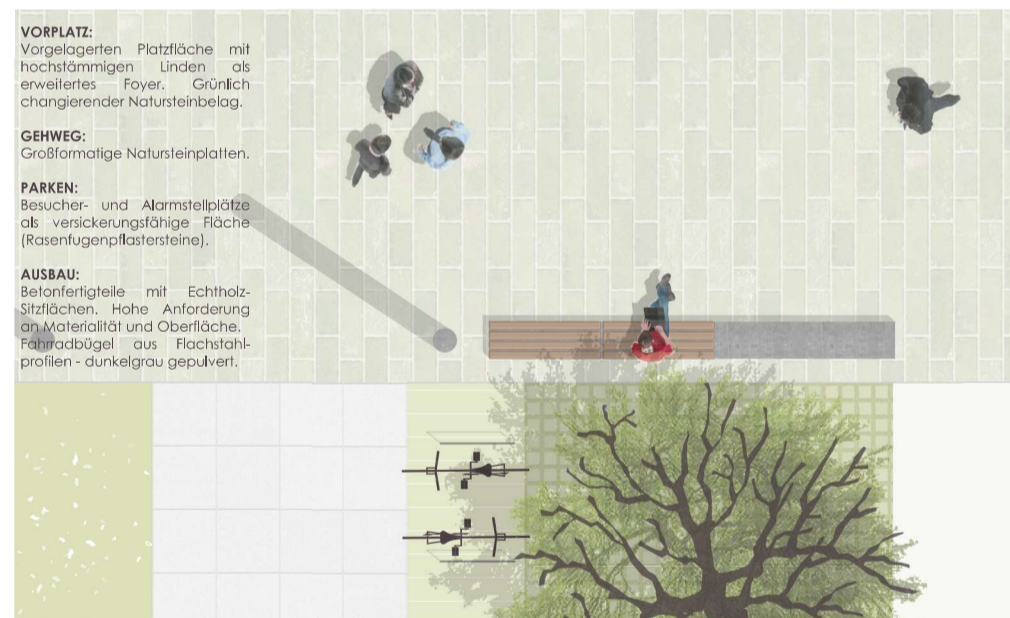 VORPLATZ:
Vorgelagerten Platzfläche mit
hochstämmigen Linden als
erweitertes Foyer. Grünlich
changierender Natursteinbelag.
GEHWEG:
Großformatige Natursteinplatten.
PARKEN:
Besucher- und Alarmstellplätze
als versickerungsfähige Fläche
(Rasenfugenpflastersteine).
AUSBAU:
Betonfertigteile mit Echtholz-
Sitzflächen. Hohe Anforderung
an Materialität und Oberfläche.
Fahrradbügel aus Flachstahl-
profilen - dunkelgrau gepulvert.